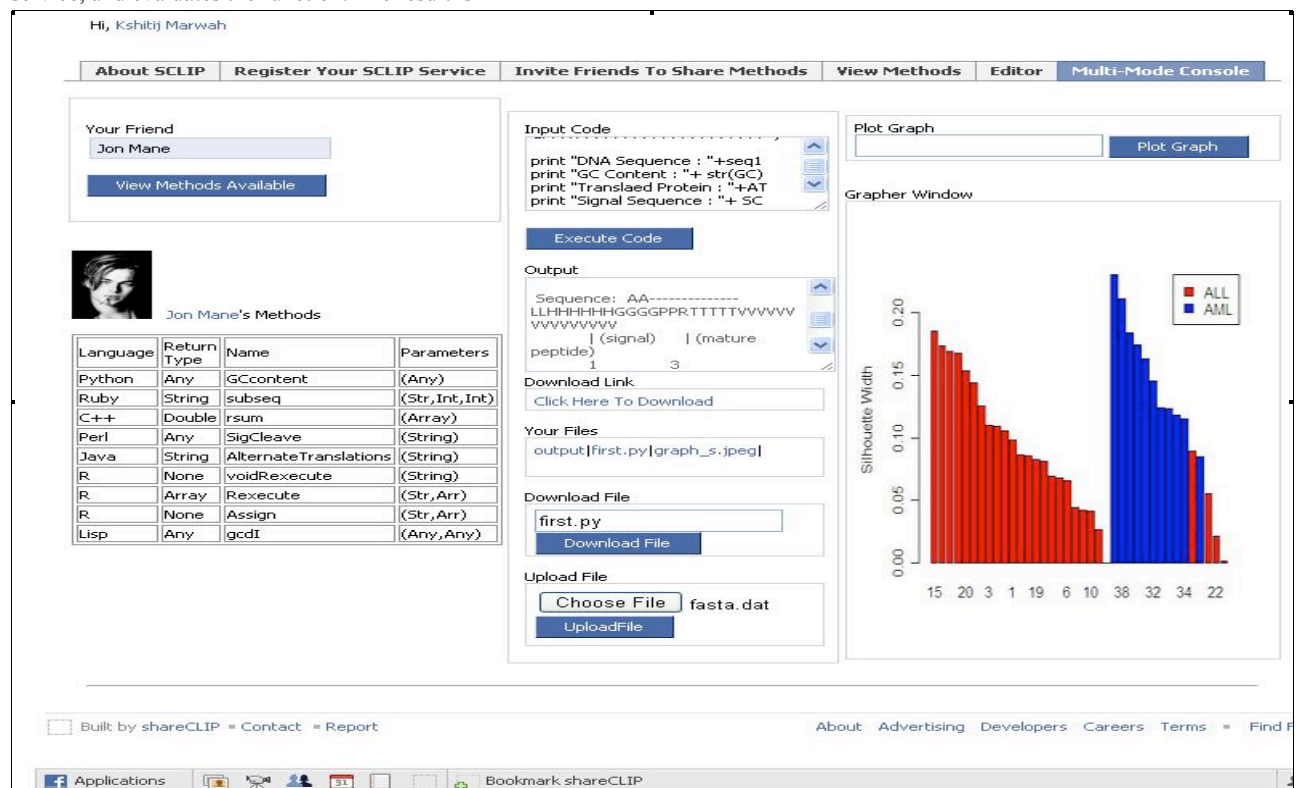 Hi, Kshitij Marwah
About SCLIP Register Your SCLIP Service Invite Friends To Share Methods View Methods Editor Multi-Mode Console
Your Friend
Jon Mane
View Methods Available
Jon Mane's Methods
Language Return Type Name Parameters
Python Any GCcontent (Any)
Ruby String subseq (Str,Int,Int)
C++ Double rsum (Array)
Perl Any SigCleave (String)
Java String AlternateTranslations (String)
R None voidRexecute (String)
R Array Rexecute (Str,Arr)
R None Assign (Str,Arr)
Lisp Any gcdI (Any,Any)
Input Code
print "DNA Sequence : "+seq1
print "GC Content : "+ str(GC)
print "Translaed Protein : "+AT
print "Signal Sequence : "+ SC
Execute Code
Output
Sequence: AA--------------
LLHHHHHHGGGGPPRTTTTTVVVVVV
VVVVVVVVVV
| (signal) | (mature
peptide)
1 3
Download Link
Click Here To Download
Your Files
output|first.py|graph_s.jpeg|
Download File
first.py
Download File
Upload File
Choose File fasta.dat
UploadFile
Plot Graph
Plot Graph
Grapher Window
ALL
AML
Silhouette Width
0.20
0.15
0.10
0.05
0.00
15 20 3 1 19 6 10 38 32 34 22
Built by shareCLIP Contact Report
About Advertising Developers Careers Terms Find F
Applications
31
Bookmark shareCLIP